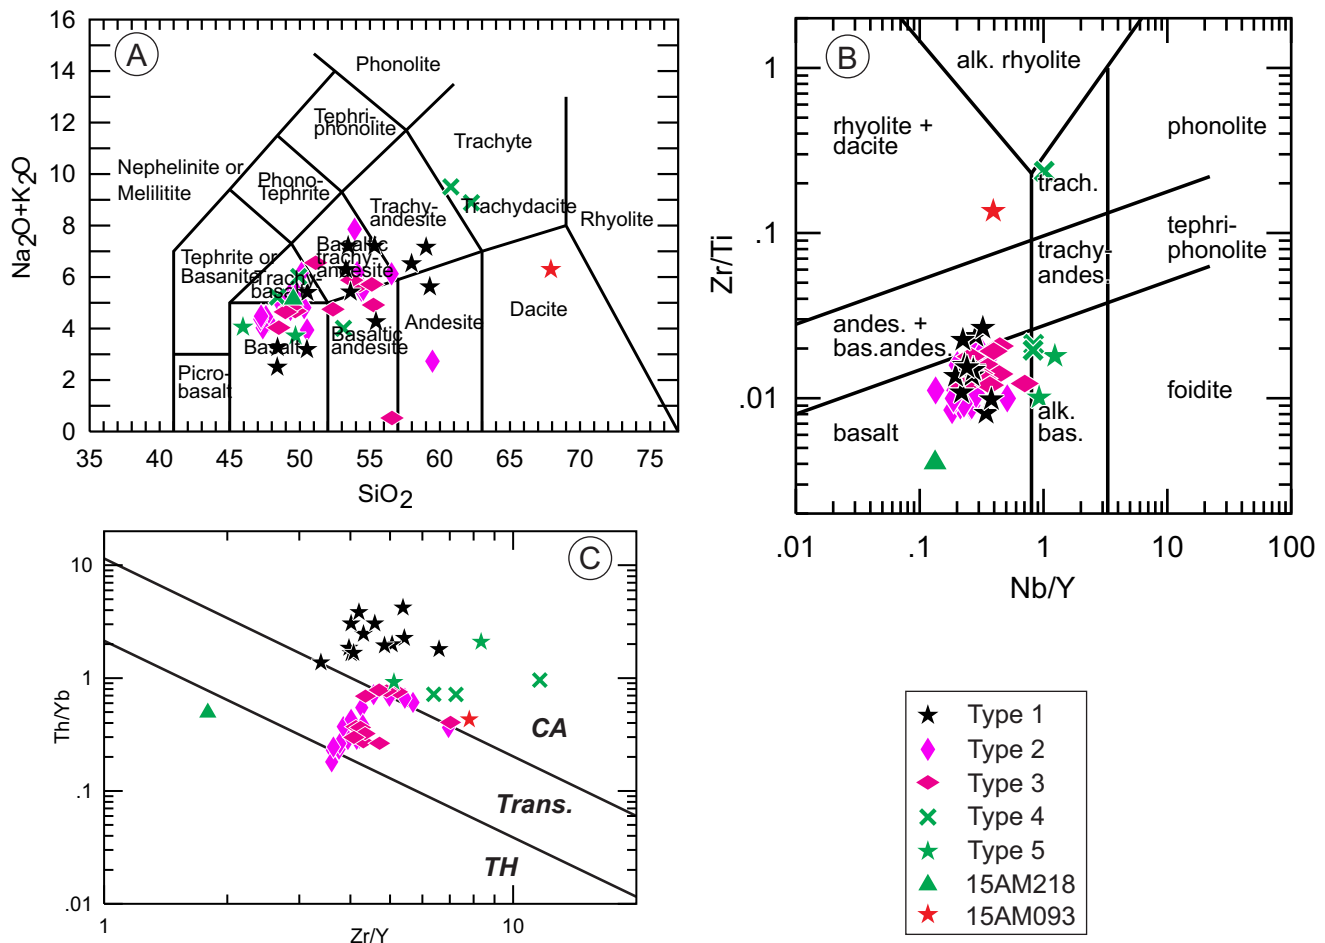 A
16
14
12
10
8
6
4
2
0
Na2O+K2O
35
40
45
50
55
60
65
70
75
SiO2
Phonolite
Tephri-
phonolite
Trachyte
Nephelinite or
Melilitite
Phono-
Tephrite
Trachy-
andesite
Trachydacite
Rhyolite
Tephrite or
Basanite
Basaltic
trachy-
andesite
Trachy-
bas.
Dacite
Andesite
Basalt
Basaltic
andesite
Picro-
basalt
B
1
.1
.01
Zr/Ti
.01
.1
1
10
100
Nb/Y
alk. rhyolite
rhyolite +
dacite
phonolite
trach.
tephri-
phonolite
trachy-
andes.
andes. +
bas.andes.
foidite
basalt
alk.
bas.
C
10
1
.1
.01
Th/Yb
1
10
Zr/Y
CA
Trans.
TH
Type 1
Type 2
Type 3
Type 4
Type 5
15AM218
15AM093